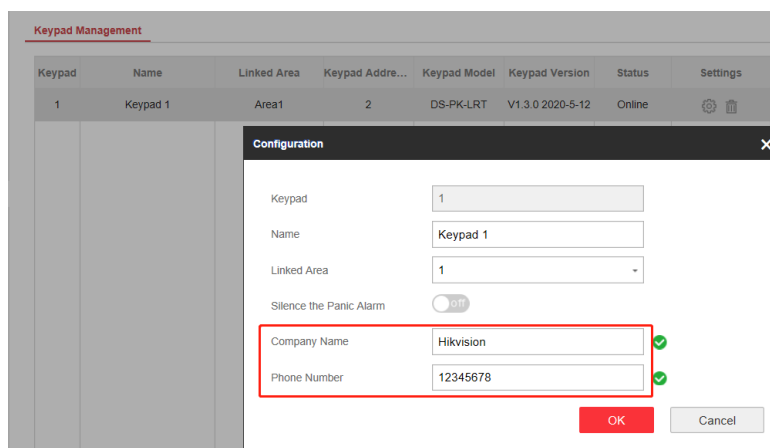 Keypad Management
Keypad Name Linked Area Keypad Addre... Keypad Model Keypad Version Status Settings
1 Keypad 1 Area1 2 DS-PK-LRT V1.3.0 2020-5-12 Online
Configuration
Keypad 1
Name Keypad 1
Linked Area 1
Silence the Panic Alarm off
Company Name Hikvision
Phone Number 12345678
OK Cancel